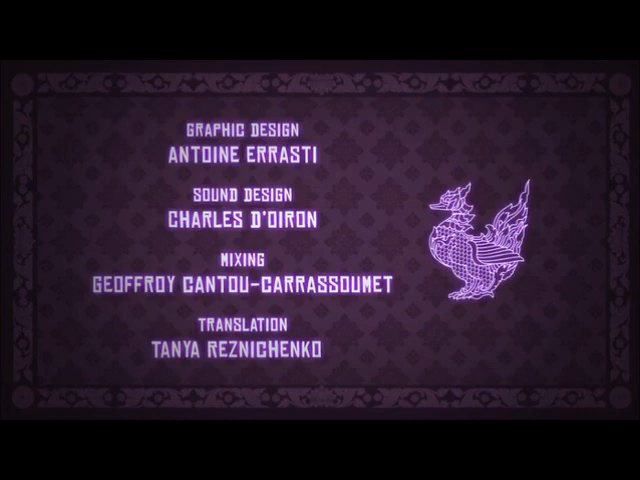 GRAPHIC DESIGN
ANTOINE ERRASTI
SOUND DESIGN
CHARLES D'OIRON
MIXING
GEOFFROY CANTOU-CARRASSOUMET
TRANSLATION
TANYA REZNICHENKO